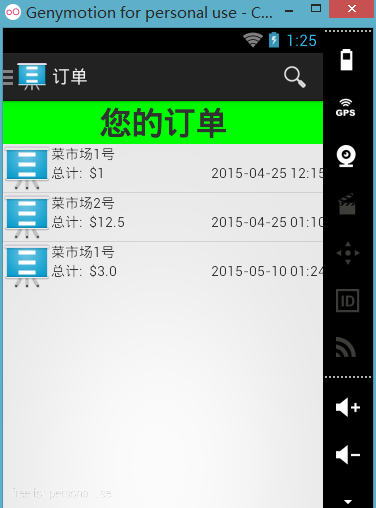 Genymotion for personal use - C...
1:25
订单
您的订单
菜市场1号
总计: $1 2015-04-25 12:15
菜市场2号
总计: $12.5 2015-04-25 01:10
菜市场1号
总计: $3.0 2015-05-10 01:24
GPS
ID
free for personal use